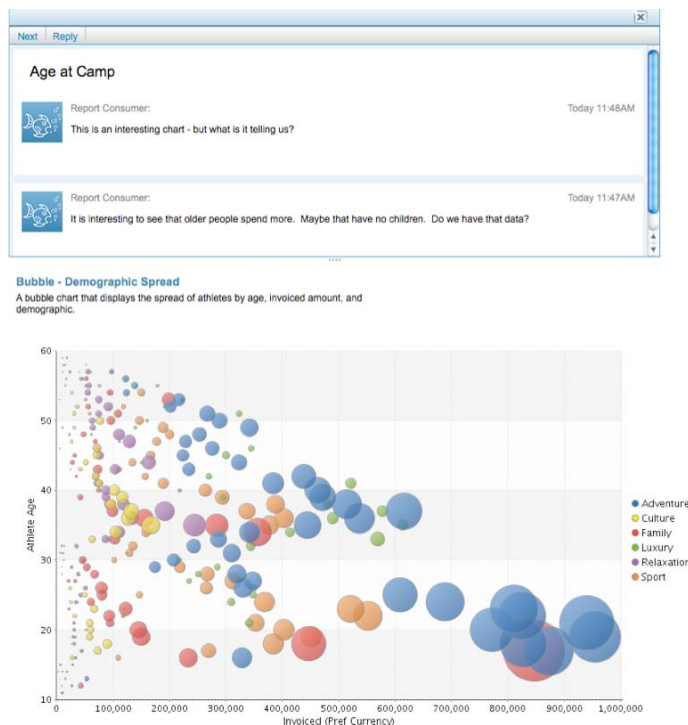 Next Reply
Age at Camp
Report Consumer: Today 11:48AM
This is an interesting chart - but what is it telling us?
Report Consumer: Today 11:47AM
It is interesting to see that older people spend more. Maybe that have no children. Do we have that data?
Bubble - Demographic Spread
A bubble chart that displays the spread of athletes by age, invoiced amount, and
demographic.
60
50
40
30
20
10
Athlete Age
0 100,000 200,000 300,000 400,000 500,000 600,000 700,000 800,000 900,000 1,000,000
Invoiced (Pref Currency)
Adventure
Culture
Family
Luxury
Relaxation
Sport